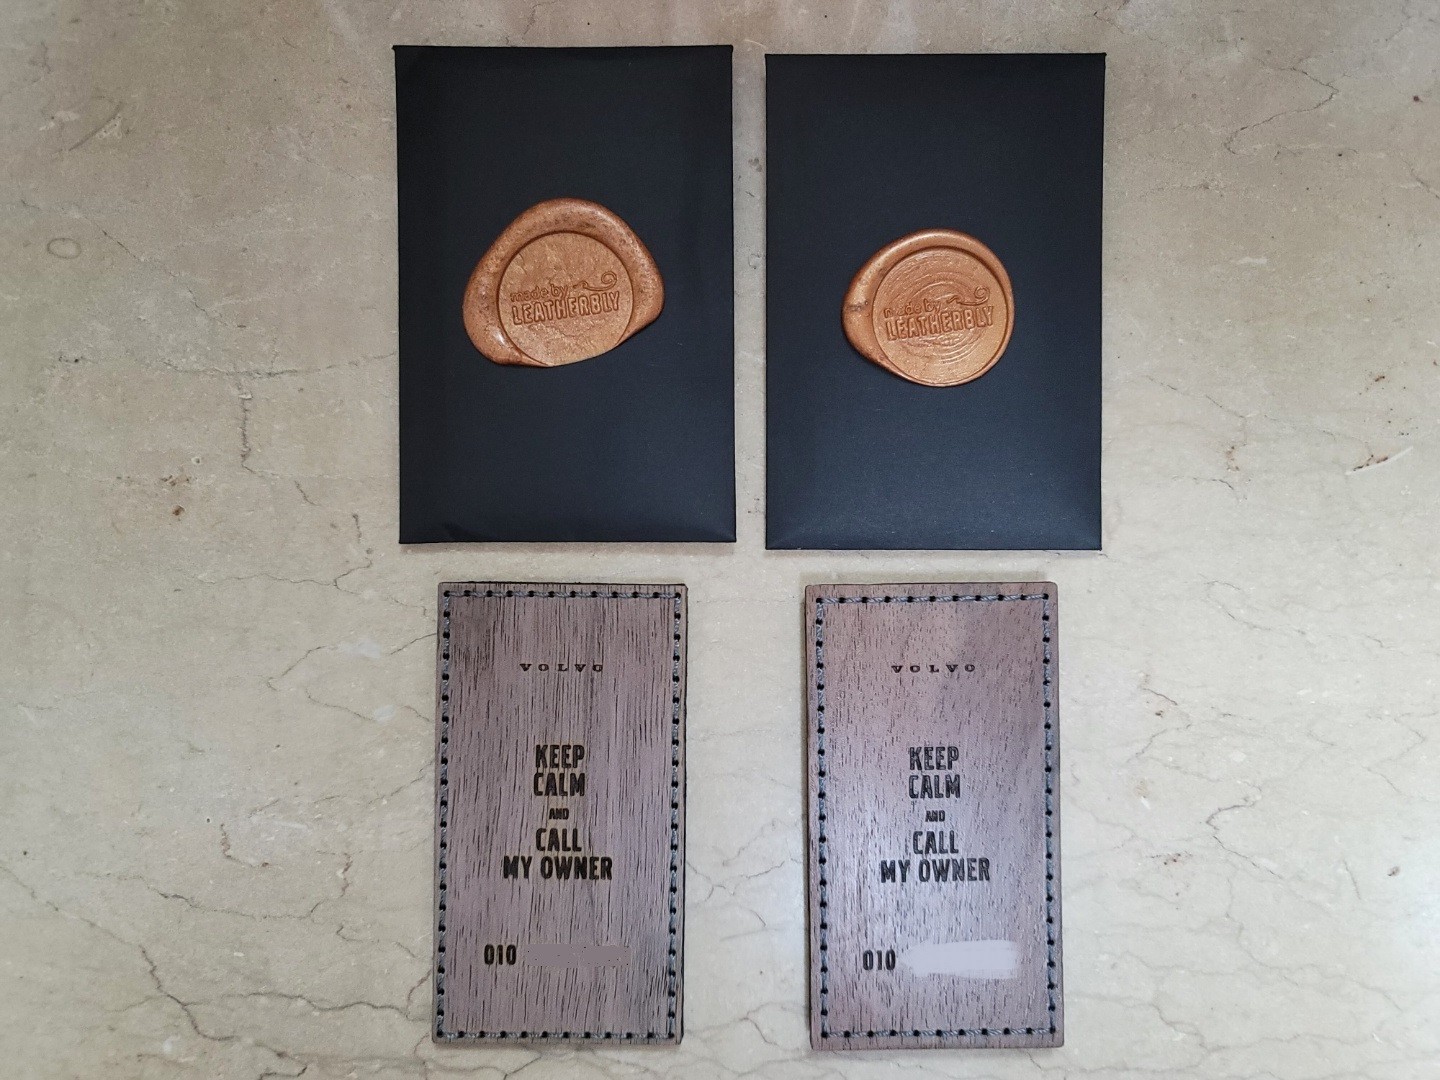 made by
LEATHERBLY
made by
LEATHERBLY
VOLVO
KEEP
CALM
AND
CALL
MY OWNER
010
VOLVO
KEEP
CALM
AND
CALL
MY OWNER
010